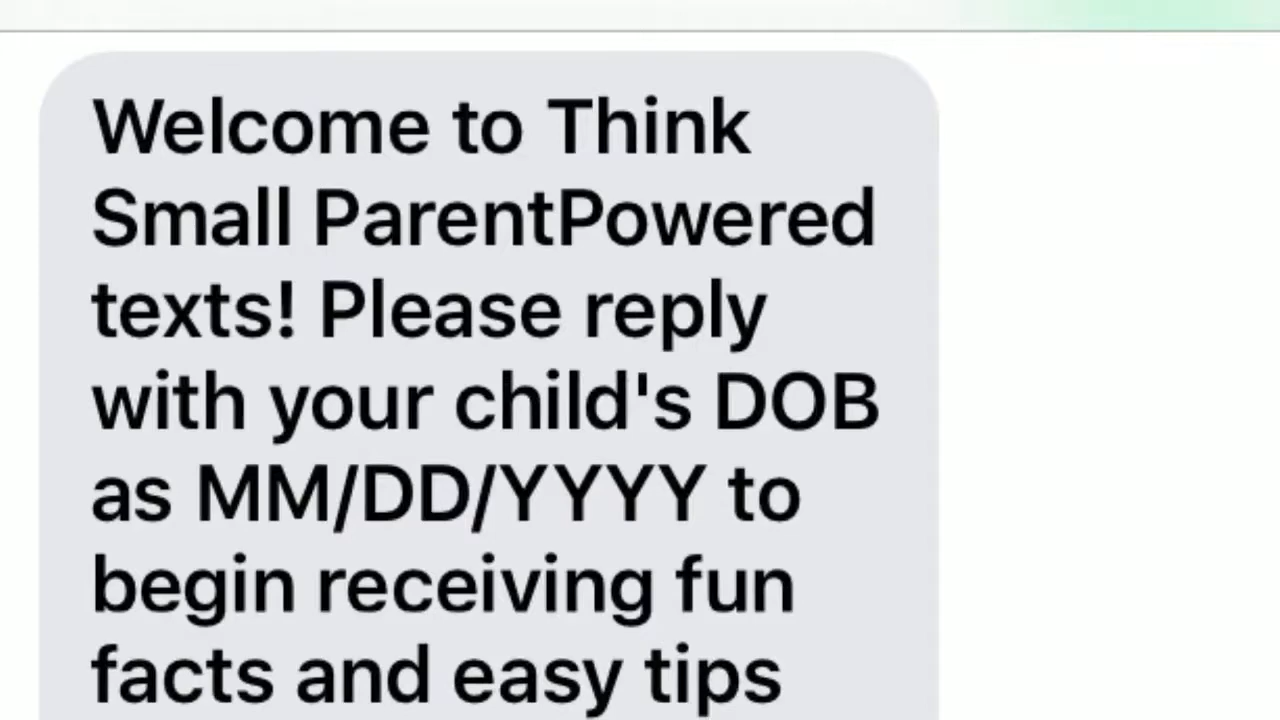 Welcome to Think
Small ParentPowered
texts! Please reply
with your child's DOB
as MM/DD/YYYY to
begin receiving fun
facts and easy tips